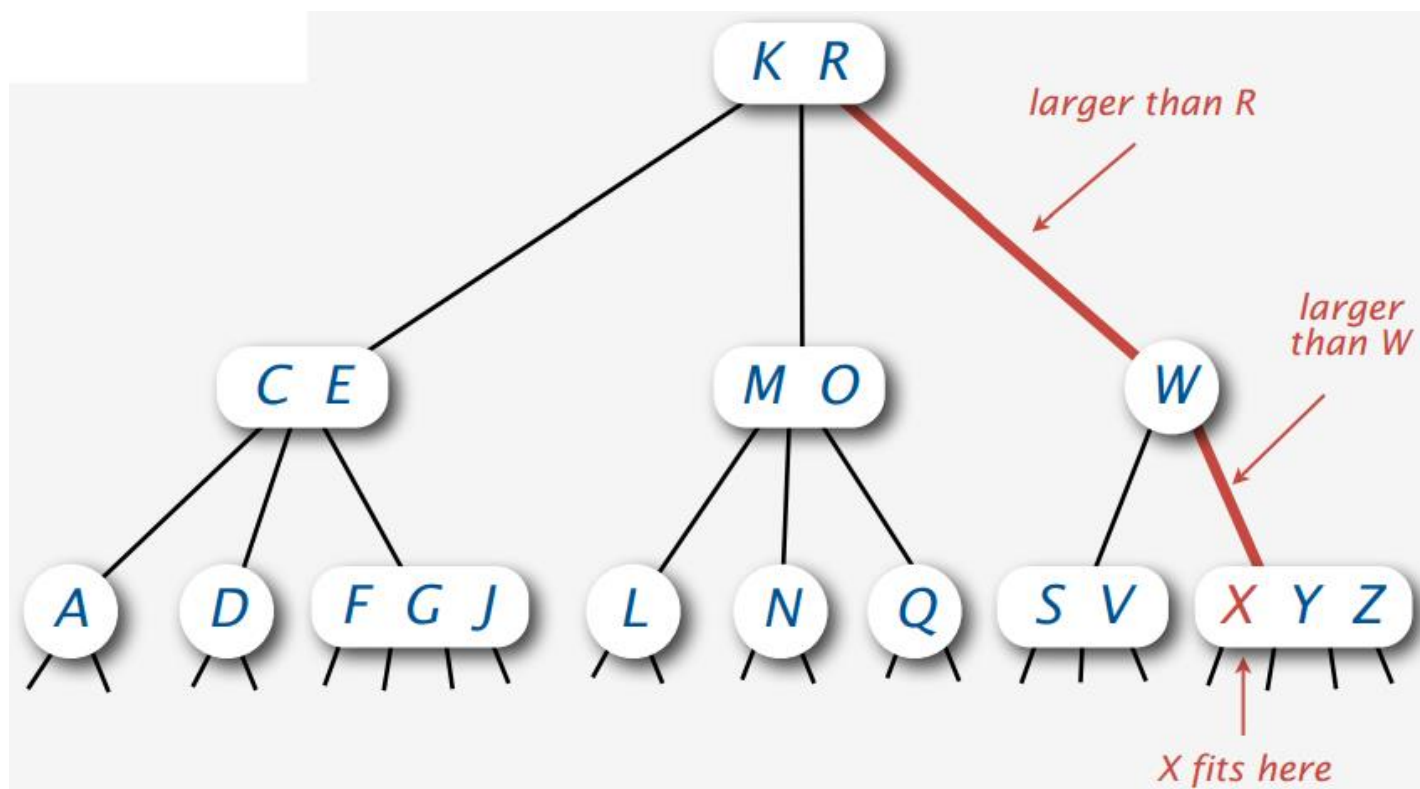 K R
larger than R
larger
than W
C E
M O
W
A
D
F G J
L
N
Q
S V
X Y Z
X fits here